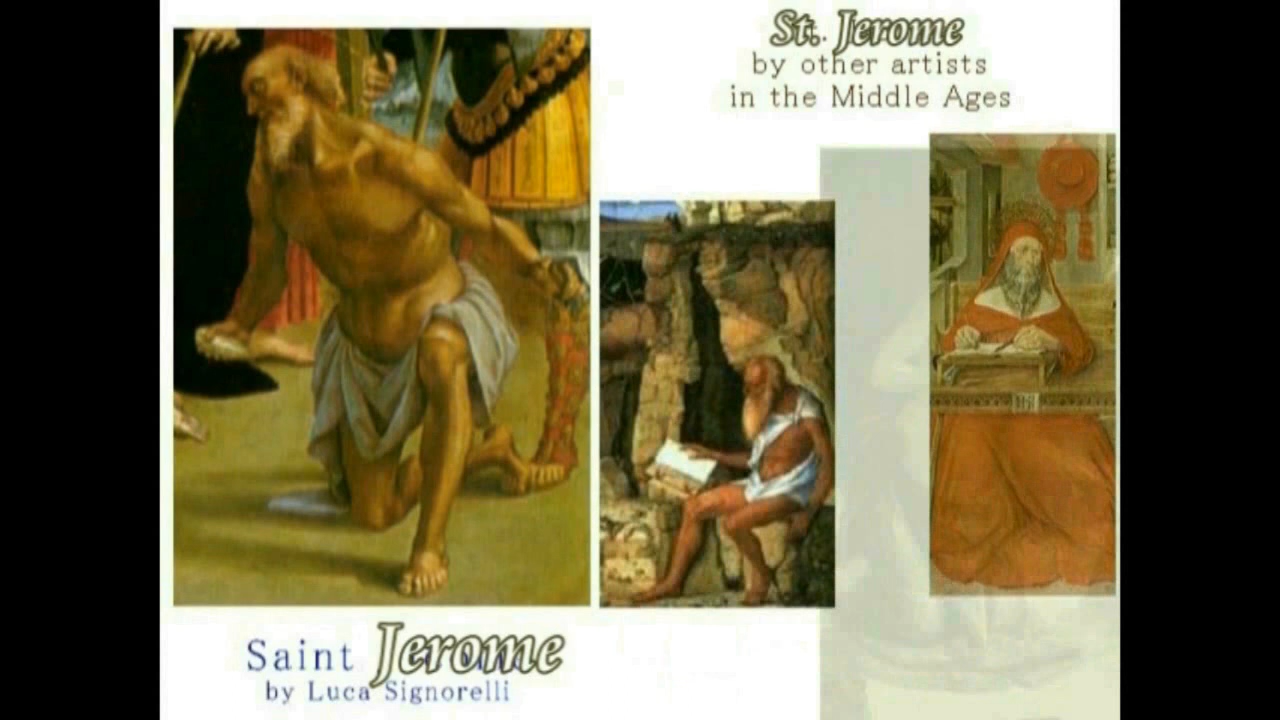 St. Jerome
by other artists
in the Middle Ages
Saint Jerome
by Luca Signorelli